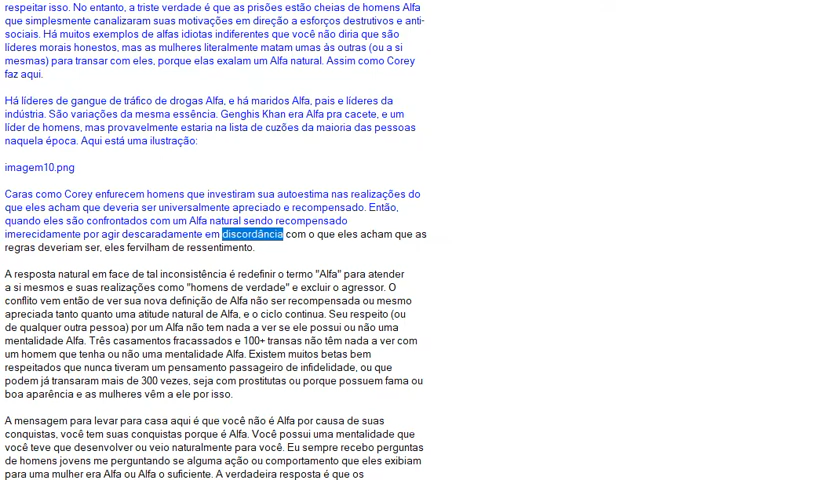 respeitar isso. No entanto, a triste verdade é que as prisões estão cheias de homens Alfa
que simplesmente canalizaram suas motivações em direção a esforços destrutivos e anti-
sociais. Há muitos exemplos de alfas idiotas indiferentes que você não diria que são
líderes morais honestos, mas as mulheres literalmente matam umas às outras (ou a si
mesmas) para transar com eles, porque elas exalam um Alfa natural. Assim como Corey
faz aqui.
Há líderes de gangue de tráfico de drogas Alfa, e há maridos Alfa, pais e líderes da
indústria. São variações da mesma essência. Genghis Khan era Alfa pra cacete, e um
líder de homens, mas provavelmente estaria na lista de cuzões da maioria das pessoas
naquela época. Aqui está uma ilustração:
imagem10.png
Caras como Corey enfurecem homens que investiram sua autoestima nas realizações do
que eles acham que deveria ser universalmente apreciado e recompensado. Então,
quando eles são confrontados com um Alfa natural sendo recompensado
imerecidamente por agir descaradamente em discordância com o que eles acham que as
regras deveriam ser, eles fervilham de ressentimento.
A resposta natural em face de tal inconsistência é redefinir o termo "Alfa" para atender
a si mesmos e suas realizações como "homens de verdade" e excluir o agressor. O
conflito vem então de ver sua nova definição de Alfa não ser recompensada ou mesmo
apreciada tanto quanto uma atitude natural de Alfa, e o ciclo continua. Seu respeito (ou
de qualquer outra pessoa) por um Alfa não tem nada a ver se ele possui ou não uma
mentalidade Alfa. Três casamentos fracassados e 100+ transas não têm nada a ver com
um homem que tenha ou não uma mentalidade Alfa. Existem muitos betas bem
respeitados que nunca tiveram um pensamento passageiro de infidelidade, ou que
podem já transaram mais de 300 vezes, seja com prostitutas ou porque possuem fama ou
boa aparência e as mulheres vêm a ele por isso.
A mensagem para levar para casa aqui é que você não é Alfa por causa de suas
conquistas, você tem suas conquistas porque é Alfa. Você possui uma mentalidade que
você teve que desenvolver ou veio naturalmente para você. Eu sempre recebo perguntas
de homens jovens me perguntando se alguma ação ou comportamento que eles exibiam
para uma mulher era Alfa ou Alfa o suficiente. A verdadeira resposta é que os